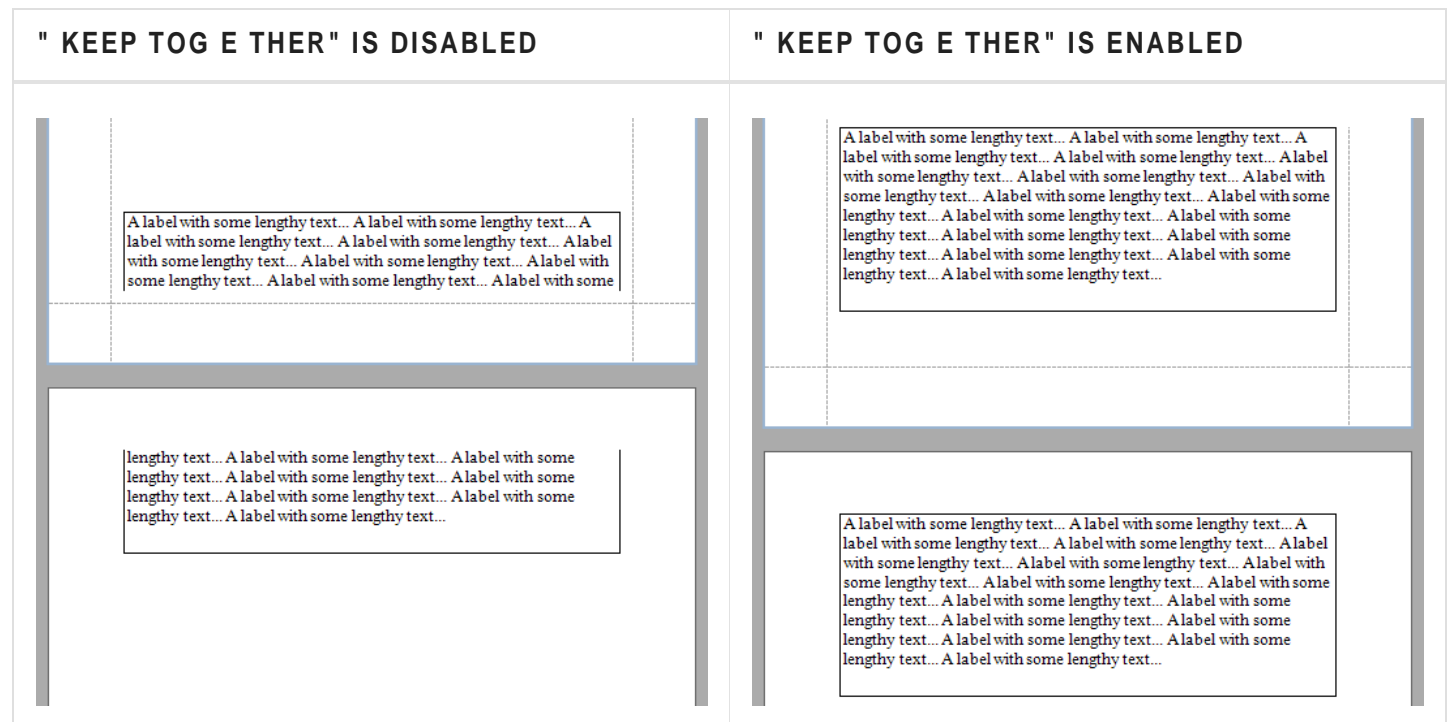 " KEEP TOG E THER" IS DISABLED
" KEEP TOG E THER" IS ENABLED
A label with some lengthy text... A label with some lengthy text... A
label with some lengthy text... A label with some lengthy text... A label
with some lengthy text... A label with some lengthy text... A label with
some lengthy text... A label with some lengthy text... A label with some
lengthy text... A label with some lengthy text... A label with some
lengthy text... A label with some lengthy text... A label with some
lengthy text... A label with some lengthy text... A label with some
lengthy text... A label with some lengthy text...
A label with some lengthy text... A label with some lengthy text... A
label with some lengthy text... A label with some lengthy text... A label
with some lengthy text... A label with some lengthy text... A label with
some lengthy text... A label with some lengthy text... A label with some
lengthy text... A label with some lengthy text... A label with some
lengthy text... A label with some lengthy text... A label with some
lengthy text... A label with some lengthy text... A label with some
lengthy text... A label with some lengthy text...
A label with some lengthy text... A label with some lengthy text... A
label with some lengthy text... A label with some lengthy text... A label
with some lengthy text... A label with some lengthy text... A label with
some lengthy text... A label with some lengthy text... A label with some
lengthy text... A label with some lengthy text... A label with some
lengthy text... A label with some lengthy text... A label with some
lengthy text... A label with some lengthy text... A label with some
lengthy text... A label with some lengthy text...